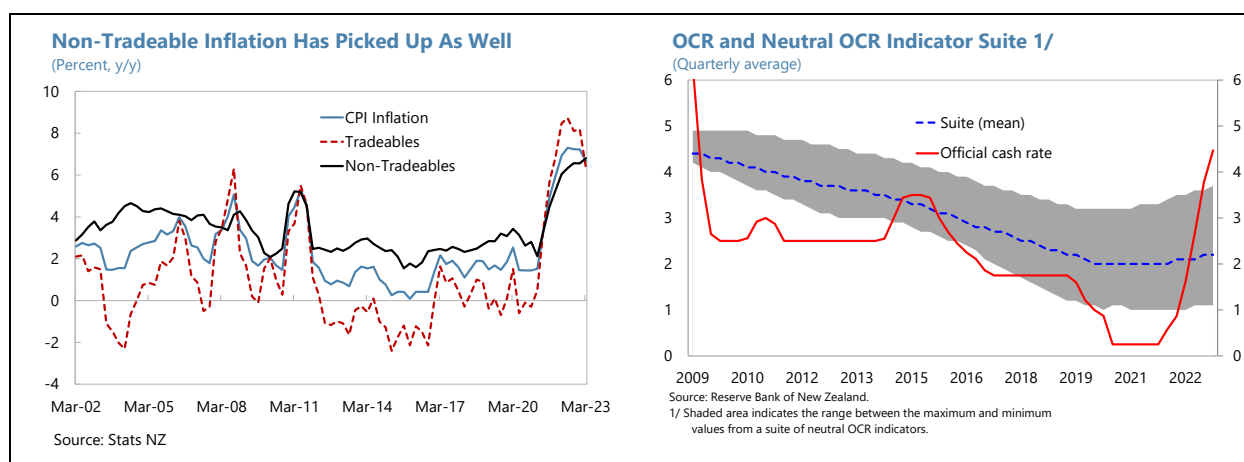 Non-Tradeable Inflation Has Picked Up As Well
(Percent, y/y)
10
8
6
4
2
0
-2
-4
CPI Inflation
Tradeables
Non-Tradeables
Mar-02 Mar-05 Mar-08 Mar-11 Mar-14 Mar-17 Mar-20 Mar-23
Source: Stats NZ
OCR and Neutral OCR Indicator Suite 1/
(Quarterly average)
6 6
5 5
4 4
3 3
2 2
1 1
0 0
Suite (mean)
Official cash rate
2009 2010 2012 2013 2015 2016 2018 2019 2021 2022
Source: Reserve Bank of New Zealand.
1/ Shaded area indicates the range between the maximum and minimum
values from a suite of neutral OCR indicators.